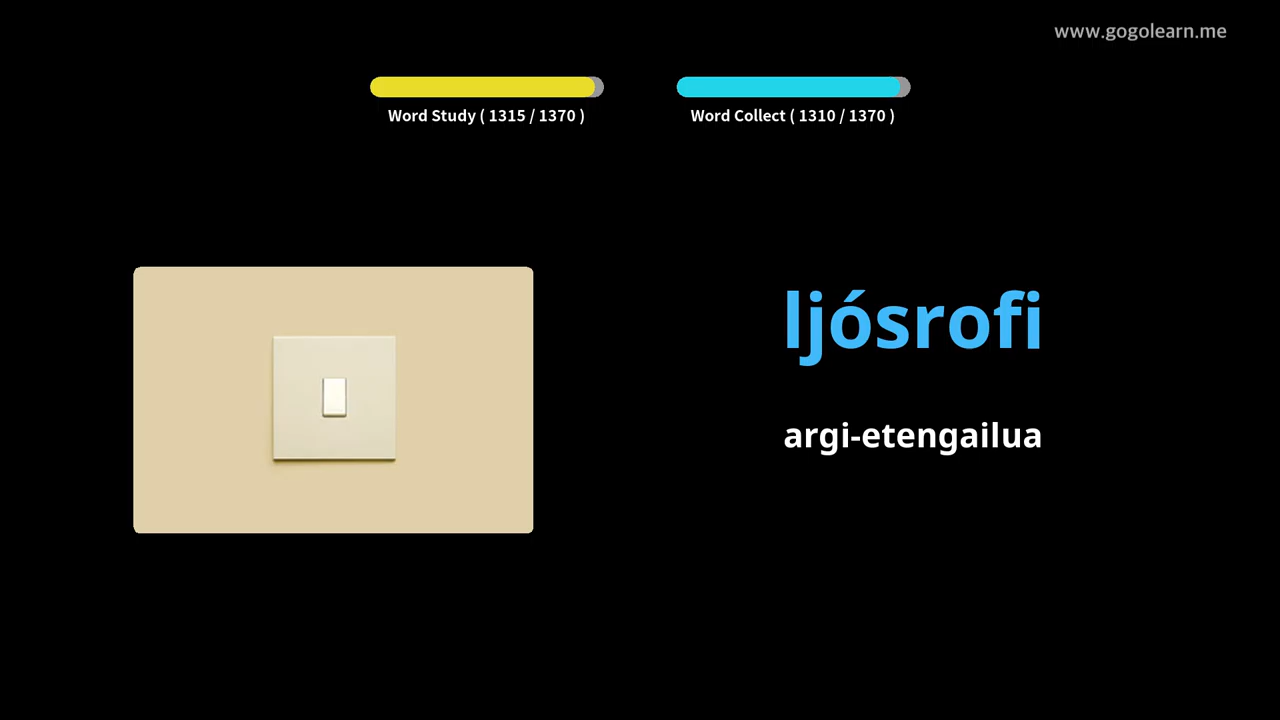 www.gogolearn.me
Word Study ( 1315 / 1370 )
Word Collect ( 1310 / 1370 )
ljósrofi
argi-etengailua